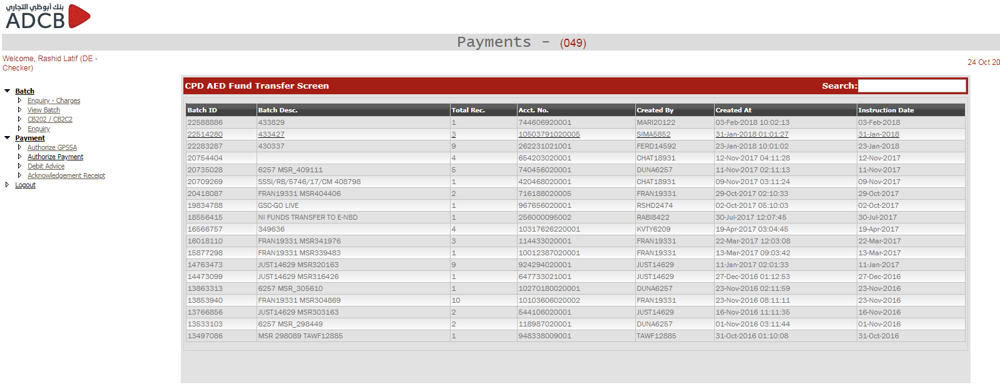 بنك أبوظبي التجاري
ADCB
Payments - (049)
Welcome, Rashid Latif (DE -
Checker)
24 Oct 20
Batch
Enquiry - Charges
View Batch
CB202 / CB2C2
Enquiry
Payment
Authorize GPSSA
Authorize Payment
Debit Advice
Acknowledgement Receipt
Logout
CPD AED Fund Transfer Screen Search:
Batch ID Batch Desc. Total Rec. Acct. No. Created By Created At Instruction Date
22588886 433829 1 744606920001 MARI20122 03-Feb-2018 10:02:13 03-Feb-2018
22514280 433427 3 10503791020005 SIMA5852 31-Jan-2018 01:01:27 31-Jan-2018
22283287 430337 9 262231021001 FERD14592 23-Jan-2018 10:01:02 23-Jan-2018
20754404 4 654203020001 CHAT18931 12-Nov-2017 04:11:28 12-Nov-2017
20735028 6257 MSR_409111 5 740456020001 DUNA6257 11-Nov-2017 02:11:13 11-Nov-2017
20709269 SSSI/RB/5746/17/CM 408798 1 420468020001 CHAT18931 09-Nov-2017 03:11:24 09-Nov-2017
20418087 FRAN19331 MSR404406 2 716188020005 FRAN19331 29-Oct-2017 02:10:33 29-Oct-2017
19834788 GSC-GO LIVE 1 967656020001 RSHD2474 02-Oct-2017 05:10:03 02-Oct-2017
18556415 NI FUNDS TRANSFER TO E-NBD 1 256000095002 RABI8422 30-Jul-2017 12:07:45 30-Jul-2017
16566757 349636 4 10317626220001 KVTY6209 19-Apr-2017 03:04:45 19-Apr-2017
16018110 FRAN19331 MSR341976 3 114433020001 FRAN19331 22-Mar-2017 12:03:08 22-Mar-2017
15877298 FRAN19331 MSR339483 1 10012387020001 FRAN19331 13-Mar-2017 09:03:42 13-Mar-2017
14763473 JUST14629 MSR320163 9 924294020001 JUST14629 11-Jan-2017 02:01:33 11-Jan-2017
14473099 JUST14629 MSR316426 1 647733021001 JUST14629 27-Dec-2016 01:12:53 27-Dec-2016
13863313 6257 MSR_305610 1 10270180020001 DUNA6257 23-Nov-2016 02:11:59 23-Nov-2016
13853940 FRAN19331 MSR304869 10 10103606020002 FRAN19331 23-Nov-2016 08:11:11 23-Nov-2016
13766856 JUST14629 MSR303163 2 544106020001 JUST14629 16-Nov-2016 11:11:35 16-Nov-2016
13533103 6257 MSR_298449 2 118987020001 DUNA6257 01-Nov-2016 03:11:44 01-Nov-2016
13497086 MSR 298089 TAWF12885 1 948338009001 TAWF12885 31-Oct-2016 01:10:08 31-Oct-2016